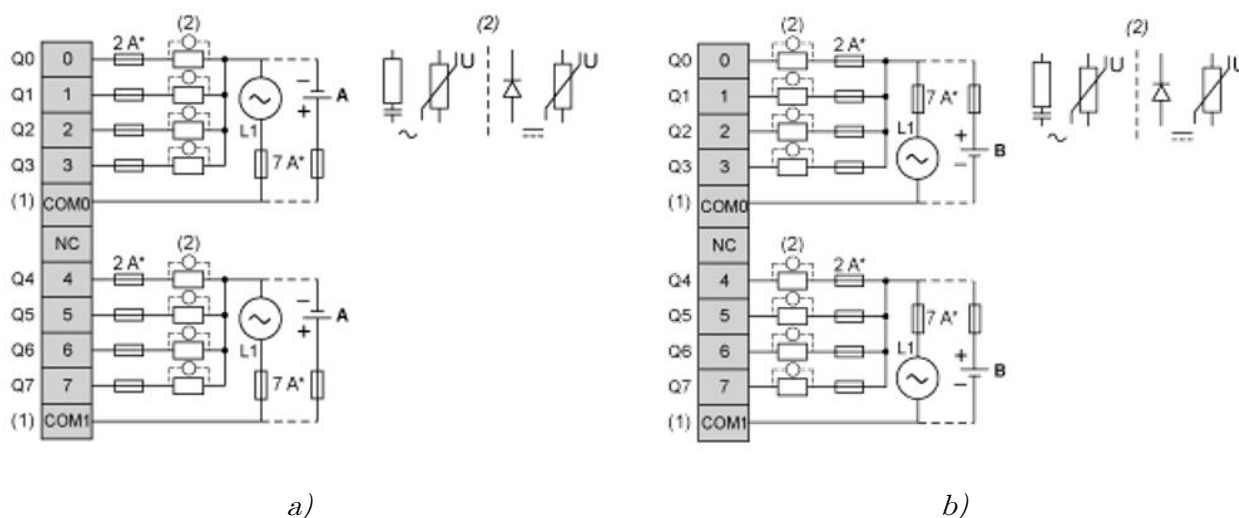 (2)
2 A*
Q0 0
Q1 1
Q2 2
Q3 3
(1) COM0
NC
L1
7 A*
A
(2)
2 A*
Q4 4
Q5 5
Q6 6
Q7 7
(1) COM1
L1
7 A*
A
U
U
a)
(2)
2 A*
Q0 0
Q1 1
Q2 2
Q3 3
(1) COM0
NC
7 A*
L1
B
(2)
2 A*
Q4 4
Q5 5
Q6 6
Q7 7
(1) COM1
7 A*
L1
B
(2)
U
U
b)